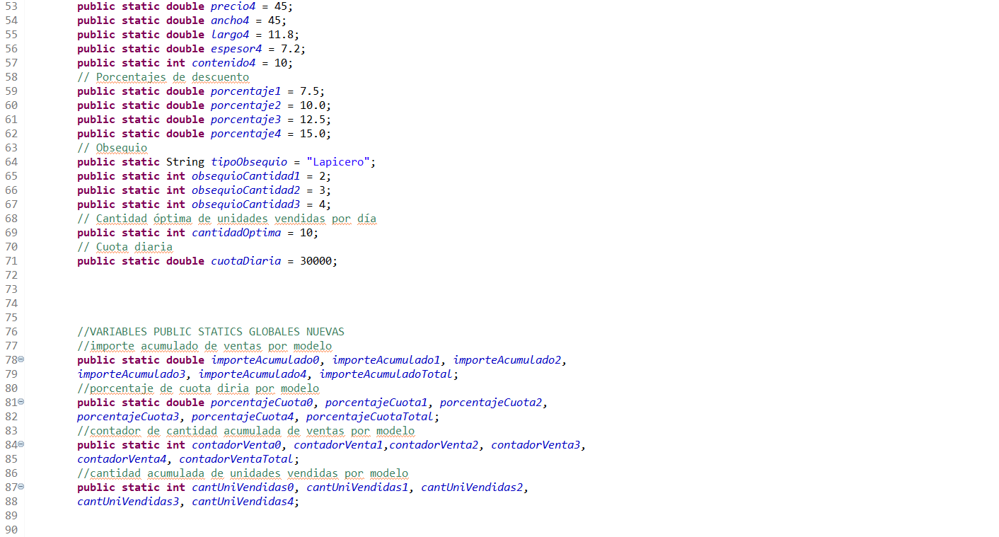 53 public static double precio4 = 45;
54 public static double ancho4 = 45;
55 public static double largo4 = 11.8;
56 public static double espesor4 = 7.2;
57 public static int contenido4 = 10;
58 // Porcentajes de descuento
59 public static double porcentaje1 = 7.5;
60 public static double porcentaje2 = 10.0;
61 public static double porcentaje3 = 12.5;
62 public static double porcentaje4 = 15.0;
63 // Obsequio
64 public static String tipoObsequio = "Lapicero";
65 public static int obsequioCantidad1 = 2;
66 public static int obsequioCantidad2 = 3;
67 public static int obsequioCantidad3 = 4;
68 // Cantidad óptima de unidades vendidas por día
69 public static int cantidadOptima = 10;
70 // Cuota diaria
71 public static double cuotaDiaria = 30000;
72
73
74
75
76 //VARIABLES PUBLIC STATICS GLOBALES NUEVAS
77 //importe acumulado de ventas por modelo
78 public static double importeAcumulado0, importeAcumulado1, importeAcumulado2,
79 importeAcumulado3, importeAcumulado4, importeAcumuladoTotal;
80 //porcentaje de cuota diria por modelo
81 public static double porcentajeCuota0, porcentajeCuota1, porcentajeCuota2,
82 porcentajeCuota3, porcentajeCuota4, porcentajeCuotaTotal;
83 //contador de cantidad acumulada de ventas por modelo
84 public static int contadorVenta0, contadorVenta1,contadorVenta2, contadorVenta3,
85 contadorVenta4, contadorVentaTotal;
86 //cantidad acumulada de unidades vendidas por modelo
87 public static int cantUniVendidas0, cantUniVendidas1, cantUniVendidas2,
88 cantUniVendidas3, cantUniVendidas4;
89
90